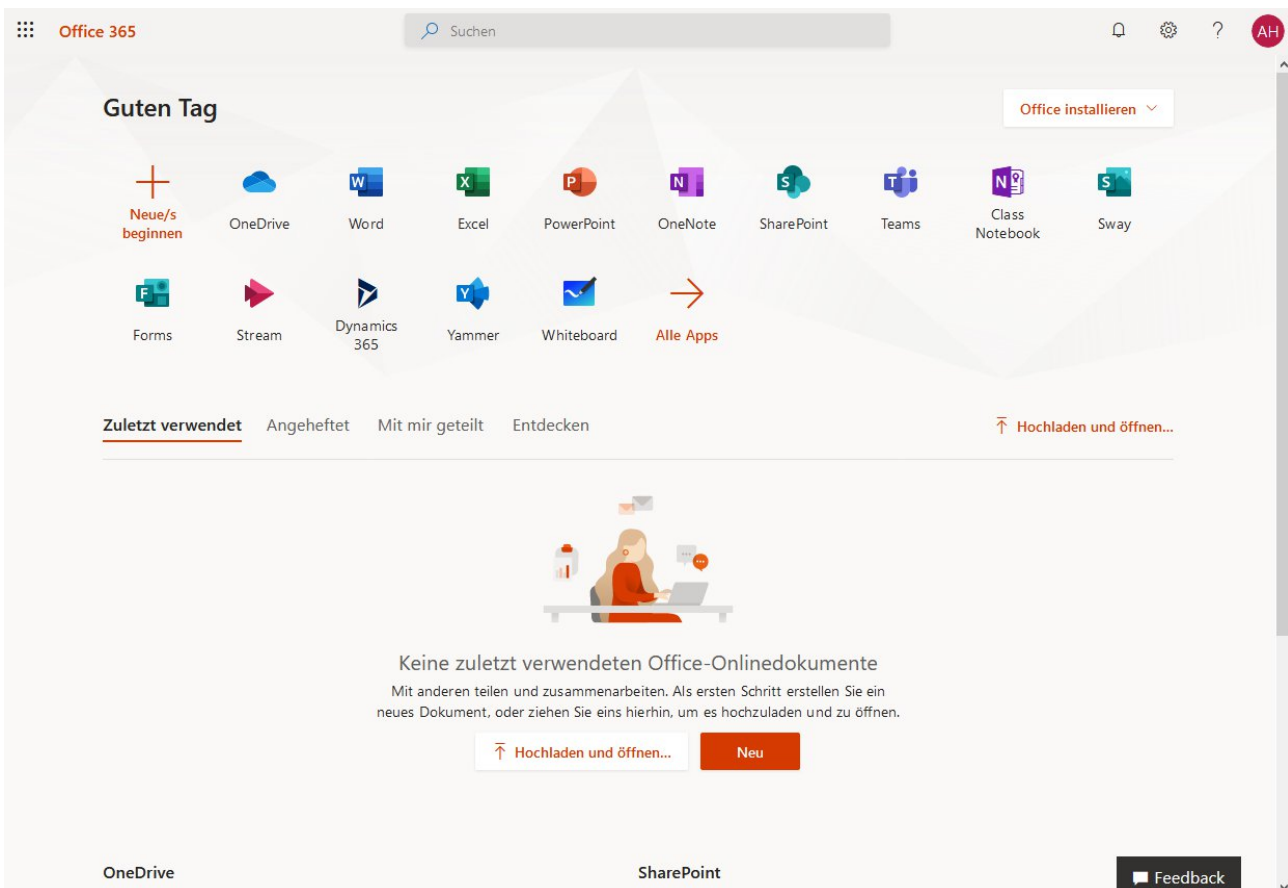 Office 365
Suchen
AH
Guten Tag
Office installieren
Neue/s
beginnen
OneDrive
Word
Excel
PowerPoint
OneNote
SharePoint
Teams
Class
Notebook
Sway
Forms
Stream
Dynamics
365
Yammer
Whiteboard
Alle Apps
Zuletzt verwendet
Angeheftet
Mit mir geteilt
Entdecken
Hochladen und öffnen...
Keine zuletzt verwendeten Office-Onlinedokumente
Mit anderen teilen und zusammenarbeiten. Als ersten Schritt erstellen Sie ein
neues Dokument, oder ziehen Sie eins hierhin, um es hochzuladen und zu öffnen.
Hochladen und öffnen...
Neu
OneDrive
SharePoint
Feedback